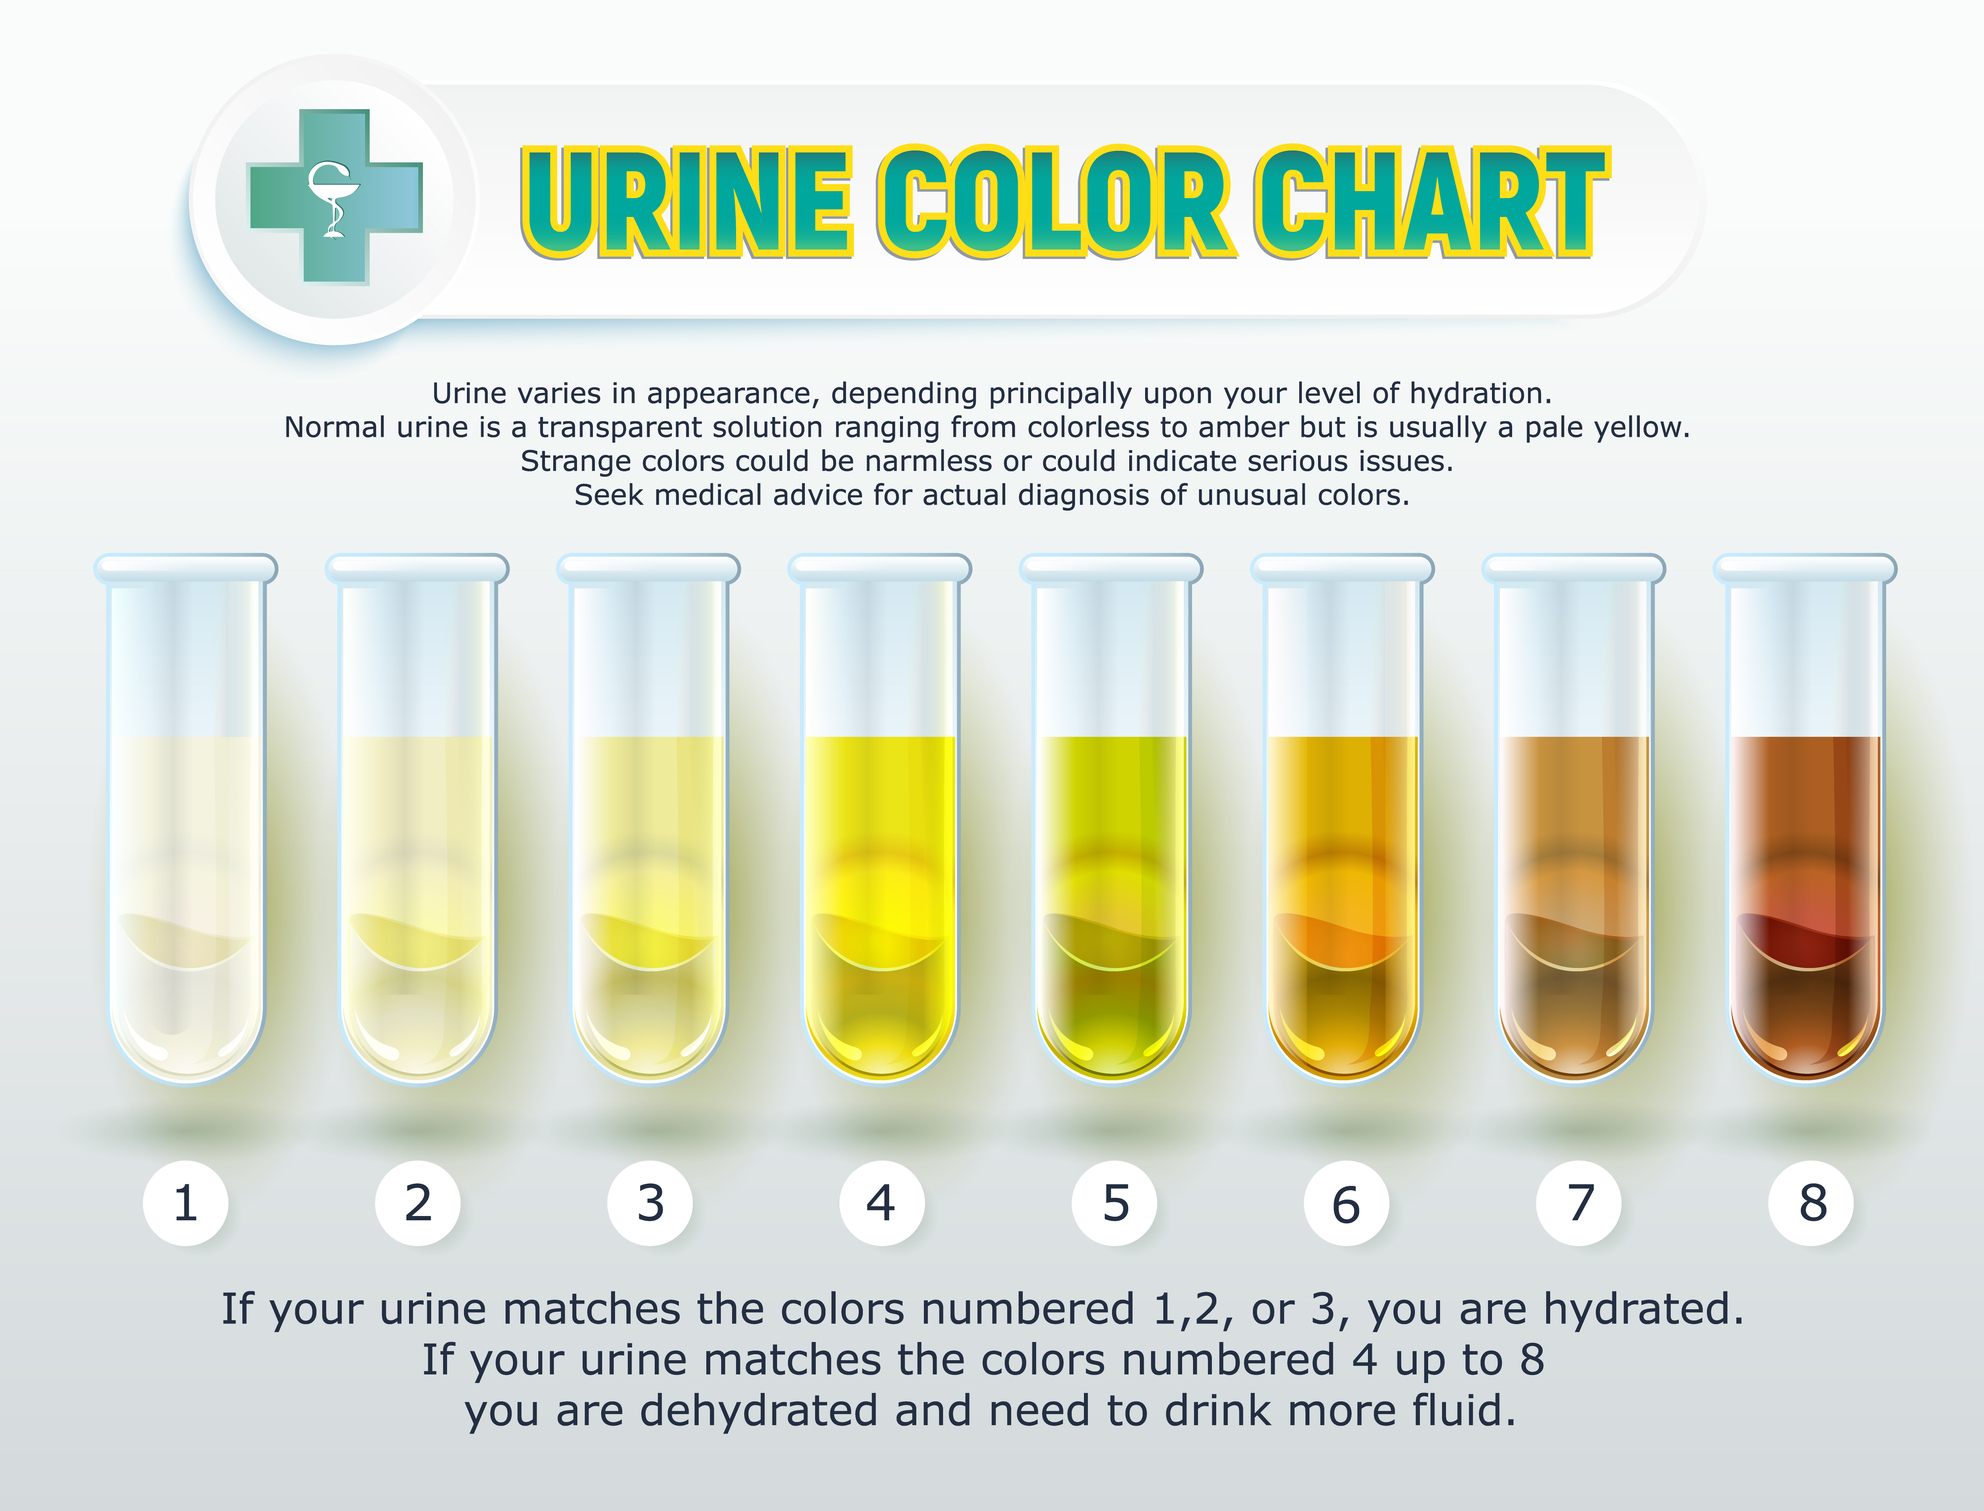 URINE COLOR CHART
Urine varies in appearance, depending principally upon your level of hydration.
Normal urine is a transparent solution ranging from colorless to amber but is usually a pale yellow.
Strange colors could be narmless or could indicate serious issues.
Seek medical advice for actual diagnosis of unusual colors.
1 2 3 4 5 6 7 8
If your urine matches the colors numbered 1,2, or 3, you are hydrated.
If your urine matches the colors numbered 4 up to 8
you are dehydrated and need to drink more fluid.